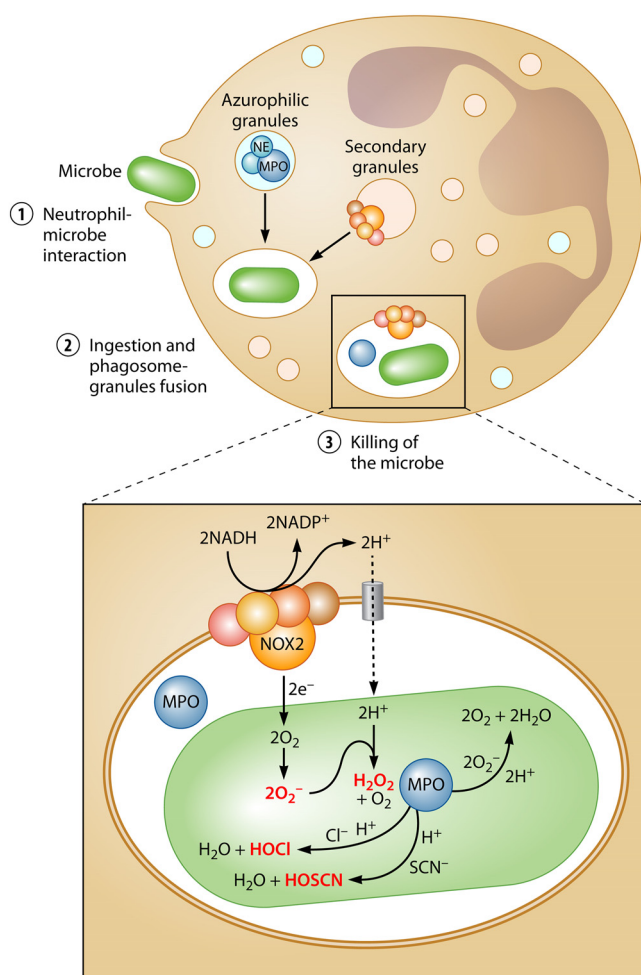 Azurophilic
granules
NE
MPO
Secondary
granules
Microbe
1 Neutrophil-
microbe
interaction
2 Ingestion and
phagosome-
granules fusion
3 Killing of
the microbe
2NADH
2NADP⁺
2H⁺
NOX2
MPO
2e⁻
2O₂
2O₂⁻
2H⁺
H₂O₂
+ O₂
MPO
2O₂ + 2H₂O
2O₂⁻
2H⁺
Cl⁻ H⁺
H₂O + HOCl
H⁺
SCN⁻
H₂O + HOSCN